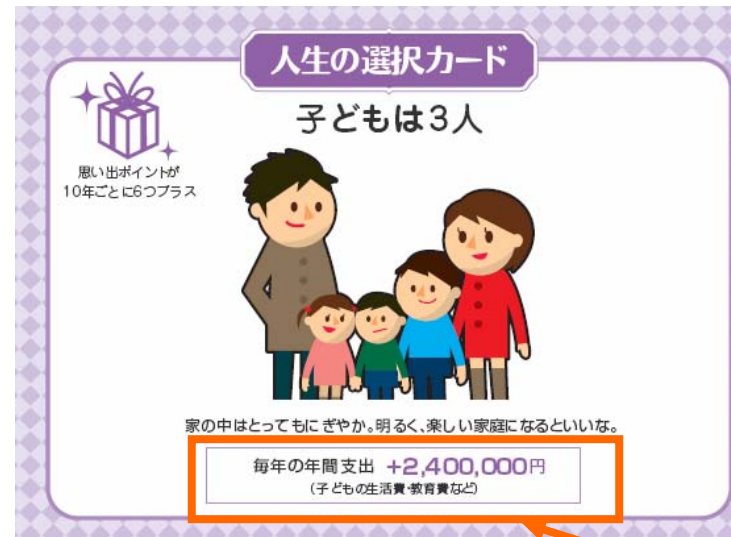 人生の選択カード
子どもは3人
思い出ポイントが
10年ごとに6つプラス
家の中はとってもにぎやか。明るく、楽しい家庭になるといいな。
毎年の年間支出 +2,400,000円
(子どもの生活費・教育費など)